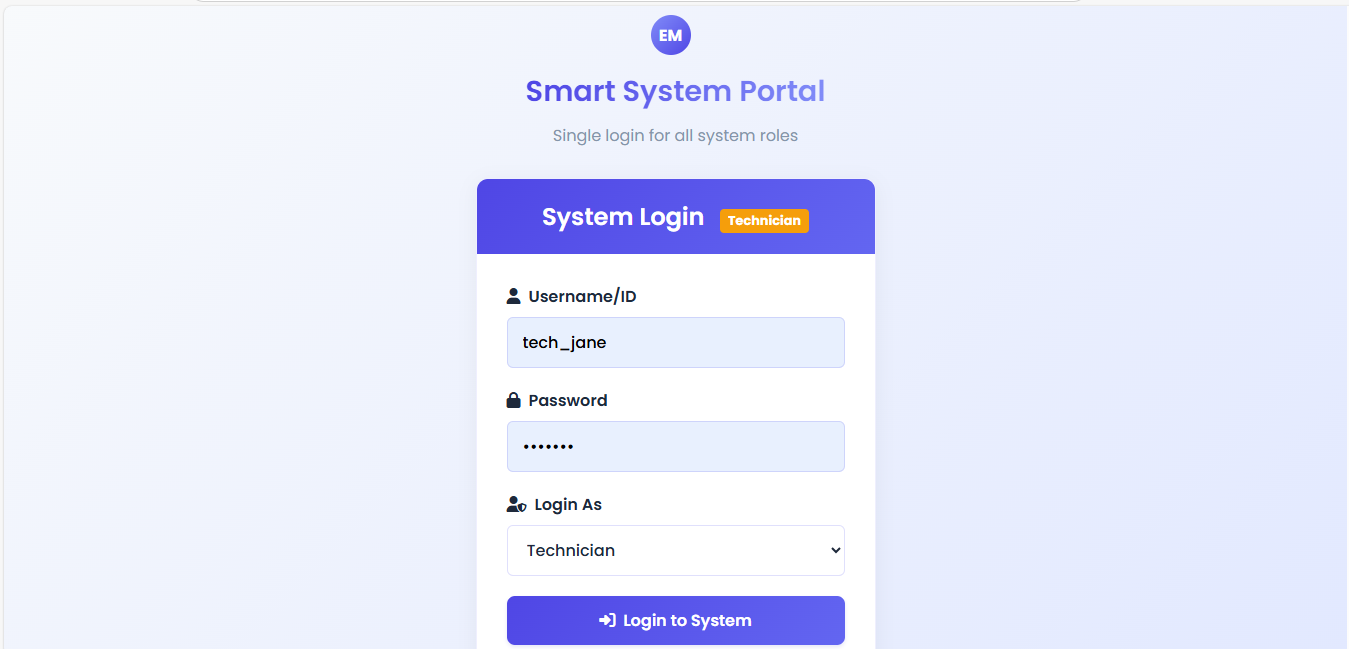 EM
Smart System Portal
Single login for all system roles
System Login Technician
Username/ID
tech_jane
Password
•••••••
Login As
Technician
Login to System